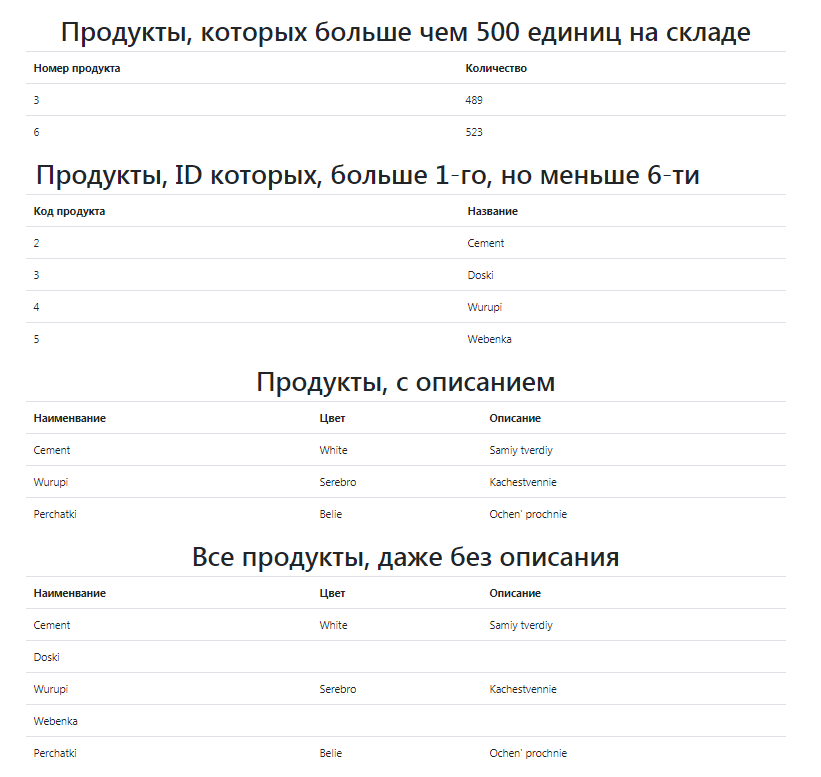 Продукты, которых больше чем 500 единиц на складе
Номер продукта Количество
3 489
6 523
Продукты, ID которых, больше 1-го, но меньше 6-ти
Код продукта Название
2 Cement
3 Doski
4 Wurupi
5 Webenka
Продукты, с описанием
Наименвание Цвет Описание
Cement White Samiy tverdiy
Wurupi Serebro Kachestvennie
Perchatki Belie Ochen' prochnie
Все продукты, даже без описания
Наименвание Цвет Описание
Cement White Samiy tverdiy
Doski
Wurupi Serebro Kachestvennie
Webenka
Perchatki Belie Ochen' prochnie